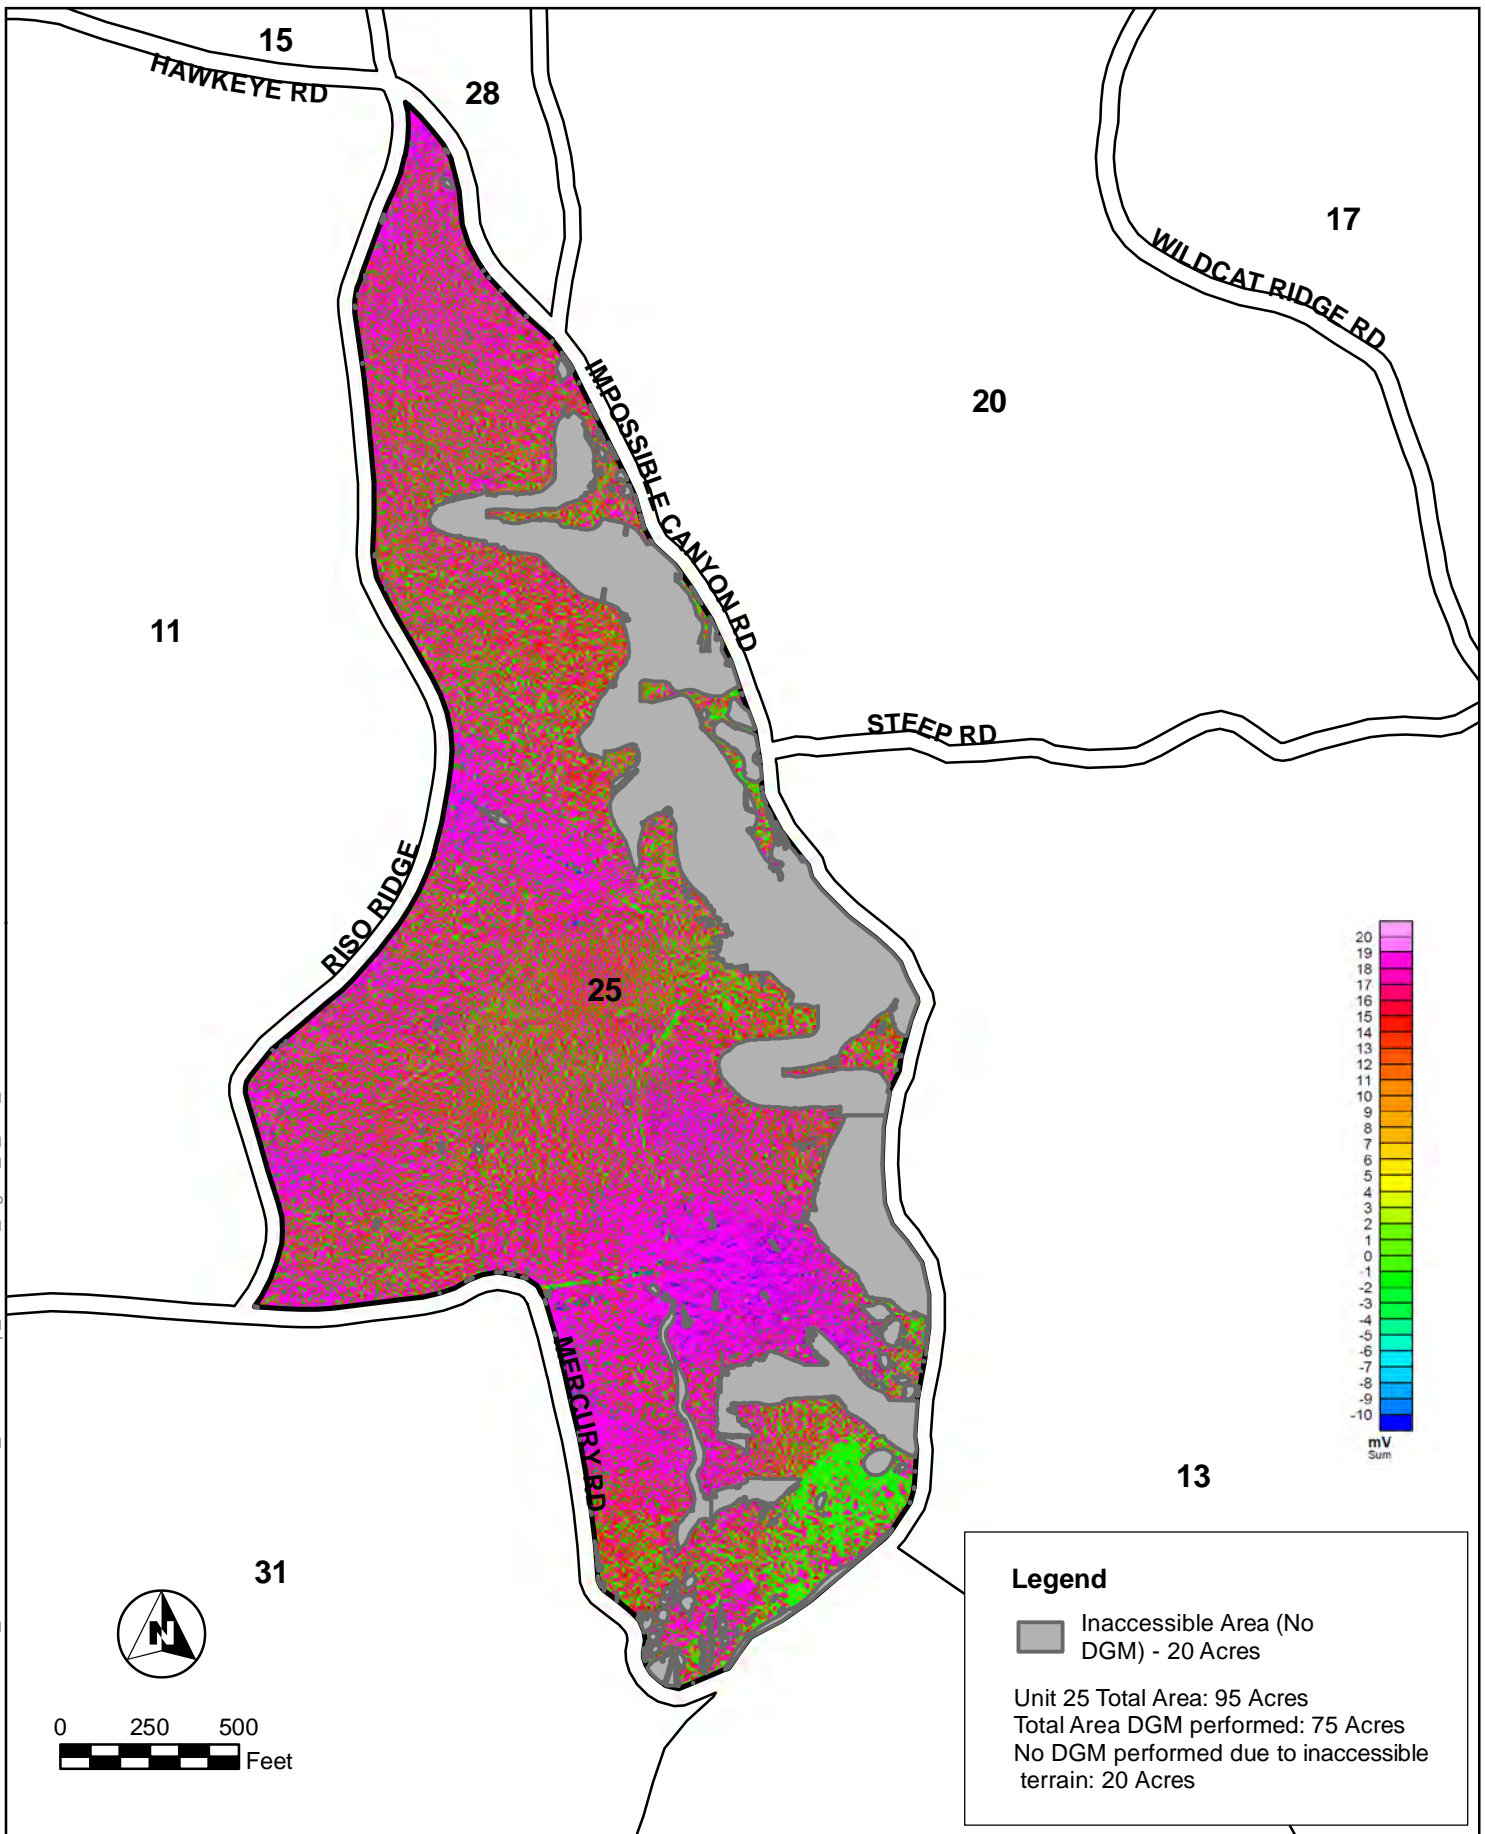 15
HAWKEYE RD
28
17
WILDCAT RIDGE RD
20
IMPOSSIBLE CANYON RD
11
STEEP RD
RISO RIDGE
25
20
19
18
17
16
15
14
13
12
11
10
9
8
7
6
5
4
3
2
1
0
-1
-2
-3
-4
-5
-6
-7
-8
-9
-10
mV
Sum
MERCURY RD
13
31
N
0 250 500
Feet
Legend
Inaccessible Area (No
DGM) - 20 Acres
Unit 25 Total Area: 95 Acres
Total Area DGM performed: 75 Acres
No DGM performed due to inaccessible
terrain: 20 Acres